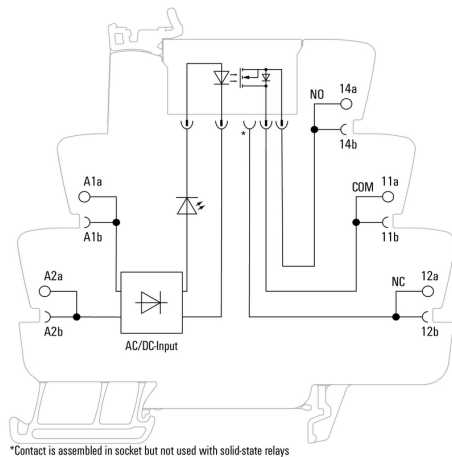 NO
14a
14b
*
COM
11a
11b
A1a
A1b
NC
12a
12b
A2a
A2b
AC/DC-Input
*Contact is assembled in socket but not used with solid-state relays